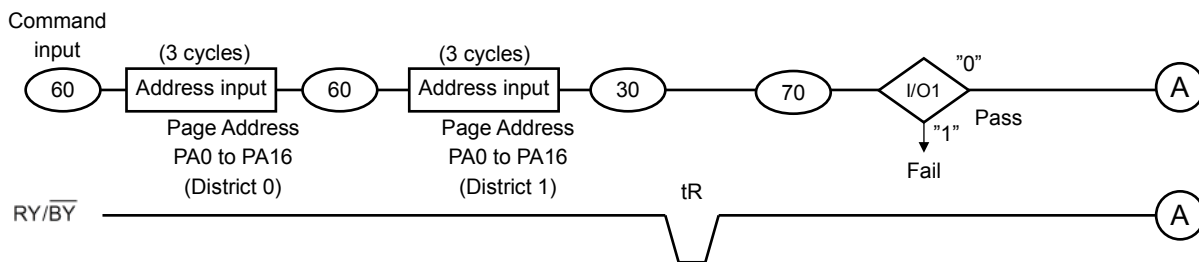 Command
input
(3 cycles)
(3 cycles)
60
Address input
60
Address input
30
70
I/O1
”0”
A
Pass
”1”
Fail
Page Address
PA0 to PA16
(District 0)
Page Address
PA0 to PA16
(District 1)
tR
RY/B̅Y̅
A